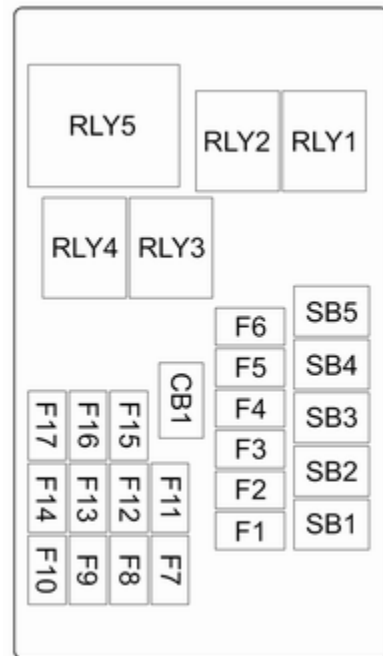 RLY5
RLY2 RLY1
RLY4 RLY3
SB5
F6
SB4
F5
CB1
F4
SB3
F17 F16 F15
F3
SB2
F14 F13 F12 F11
F2
SB1
F1
F10 F9 F8 F7